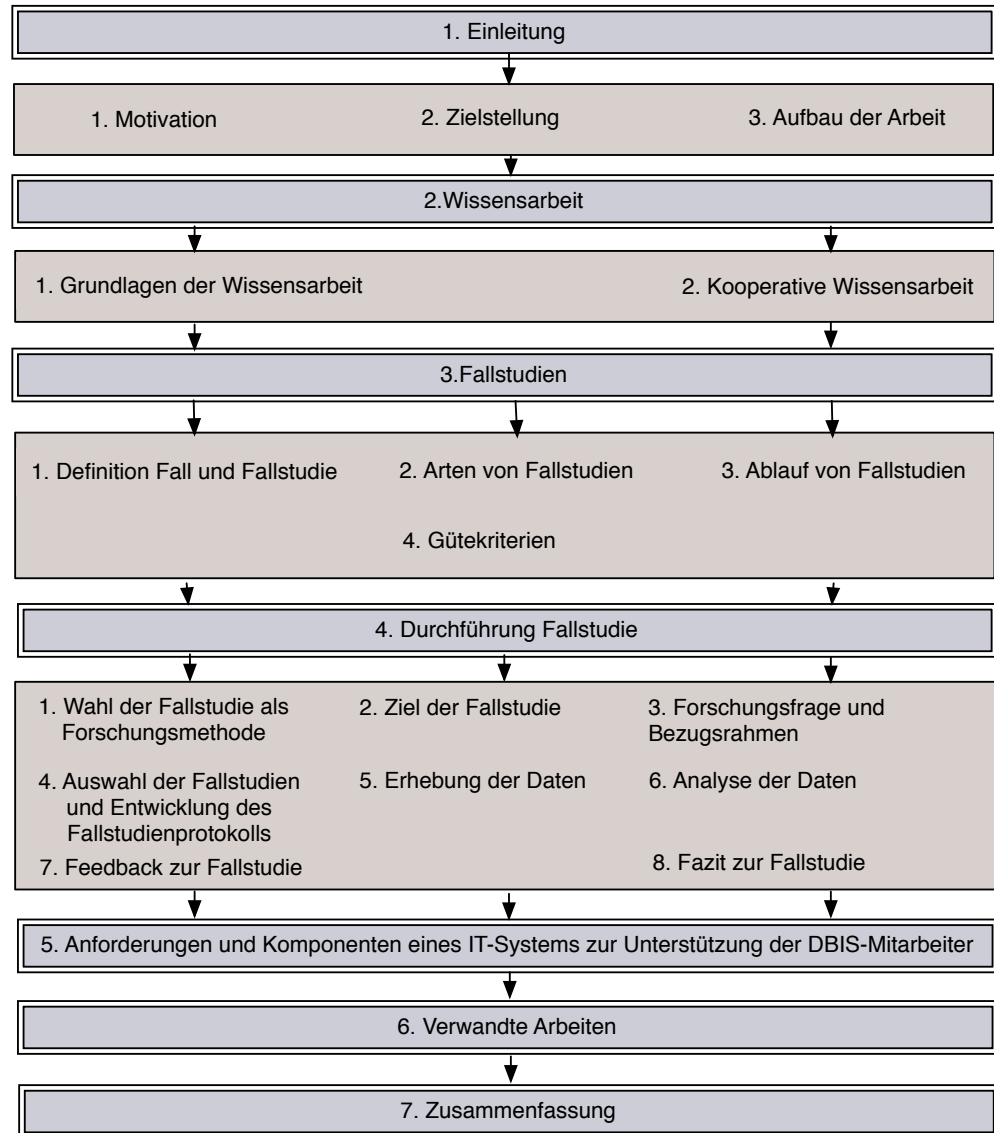 1. Einleitung
1. Motivation
2. Zielstellung
3. Aufbau der Arbeit
2.Wissensarbeit
1. Grundlagen der Wissensarbeit
2. Kooperative Wissensarbeit
3.Fallstudien
1. Definition Fall und Fallstudie
2. Arten von Fallstudien
3. Ablauf von Fallstudien
4. Gütekriterien
4. Durchführung Fallstudie
1. Wahl der Fallstudie als
Forschungsmethode
2. Ziel der Fallstudie
3. Forschungsfrage und
Bezugsrahmen
4. Auswahl der Fallstudien
und Entwicklung des
Fallstudienprotokolls
5. Erhebung der Daten
6. Analyse der Daten
7. Feedback zur Fallstudie
8. Fazit zur Fallstudie
5. Anforderungen und Komponenten eines IT-Systems zur Unterstützung der DBIS-Mitarbeiter
6. Verwandte Arbeiten
7. Zusammenfassung